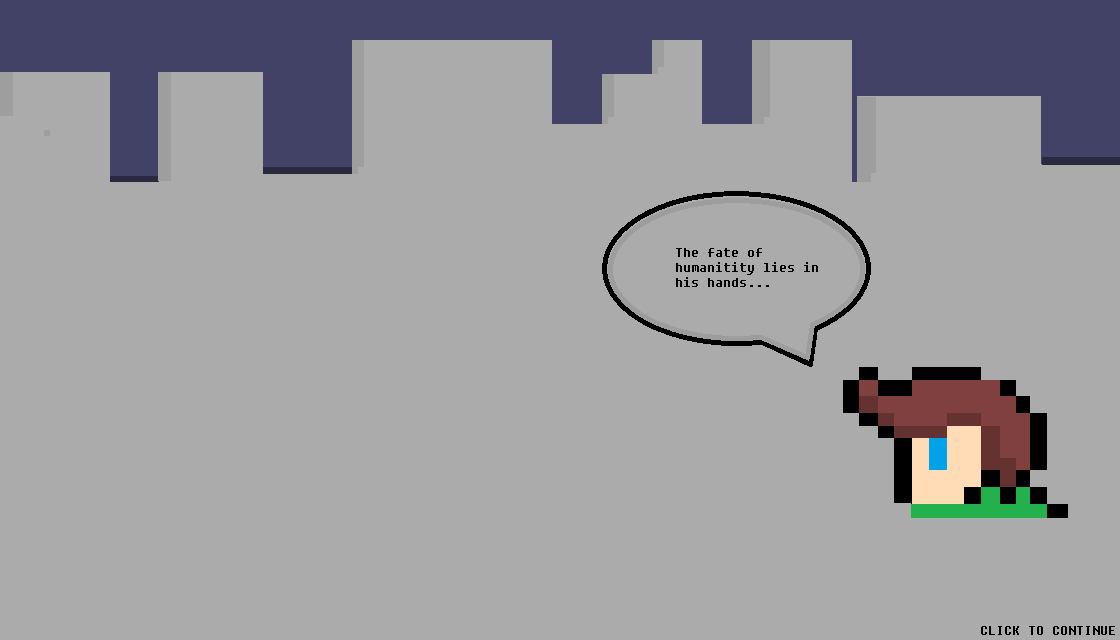 The fate of
humanitity lies in
his hands...
CLICK TO CONTINUE